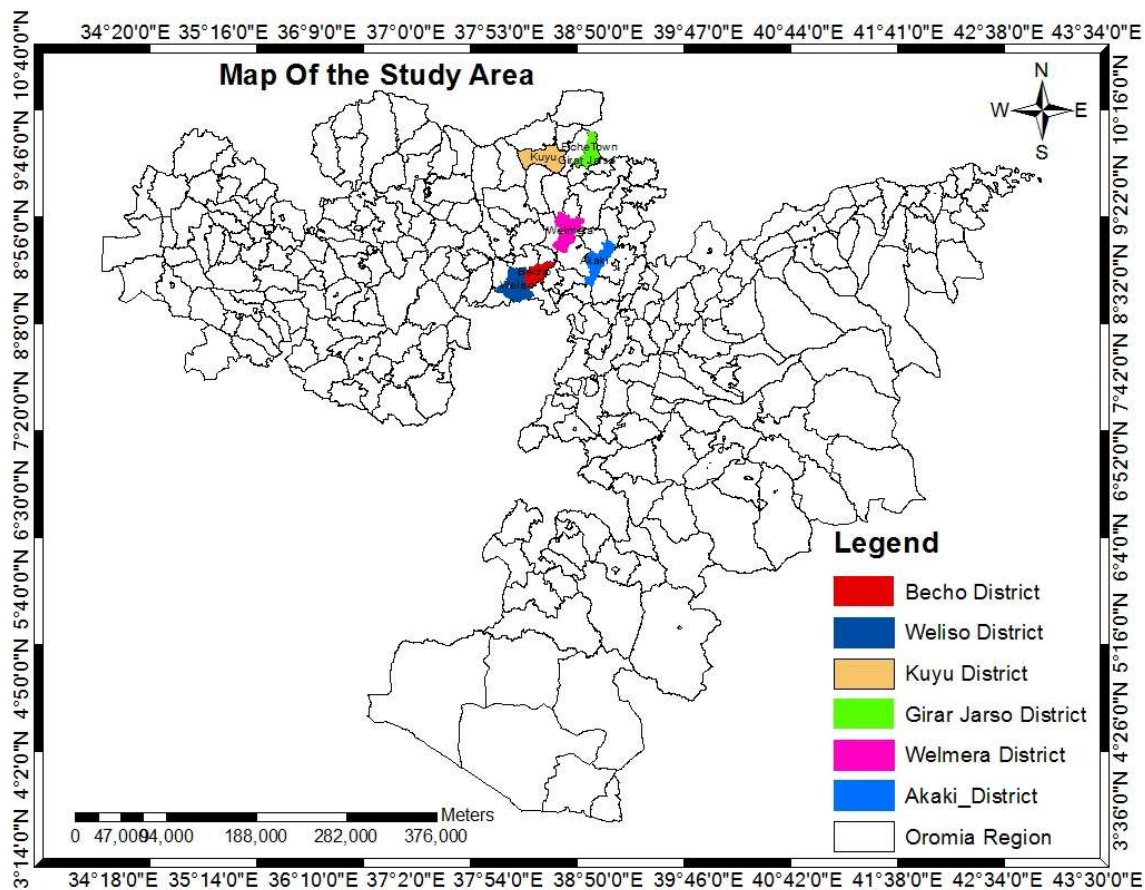 34°20'0"E 35°16'0"E 36°9'0"E 37°0'0"E 37°53'0"E 38°50'0"E 39°47'0"E 40°44'0"E 41°41'0"E 42°38'0"E 43°34'0"E
10°40'0"N
9°46'0"N
8°56'0"N
8°8'0"N
7°20'0"N
6°30'0"N
5°40'0"N
4°50'0"N
4°2'0"N
3°14'0"N
Map Of the Study Area
N
W E
S
Kuyu
FicheTown
Girar Jarso
Welmera
Akaki
Becho
Weliso
10°16'0"N
9°22'0"N
8°32'0"N
7°42'0"N
6°52'0"N
6°4'0"N
5°16'0"N
4°26'0"N
3°36'0"N
Legend
Becho District
Weliso District
Kuyu District
Girar Jarso District
Welmera District
Akaki_District
Oromia Region
Meters
0 47,000 94,000 188,000 282,000 376,000
34°18'0"E 35°14'0"E 36°10'0"E 37°2'0"E 37°54'0"E 38°50'0"E 39°46'0"E 40°42'0"E 41°38'0"E 42°34'0"E 43°30'0"E